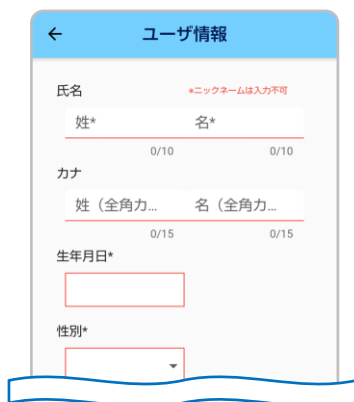 ユーザ情報
氏名 *ニックネームは入力不可
姓* 名*
0/10 0/10
カナ
姓（全角カ... 名（全角カ...
0/15 0/15
生年月日*
性別*